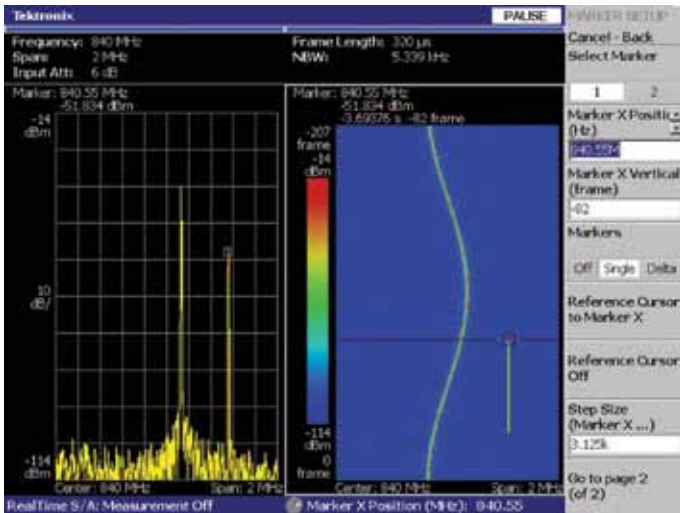 Tektronix PAUSE MARKER SETUP
Frequency: 840 MHz
Span: 2 MHz
Input Att: 6 dB
Frame Length: 320 µs
NBW: 5.339 kHz
Cancel - Back
Select Marker
1 2
Marker X Position
(Hz)
840.55M
Marker X Vertical
(frame)
-82
Markers
Off Single Delta
Reference Cursor
to Marker X
Reference Cursor
Off
Step Size
(Marker X ...)
3.125k
Go to page 2
(of 2)
Marker: 840.55 MHz
-51.834 dBm
-14
dBm
10
dB/
-114
dBm
Center: 840 MHz Span: 2 MHz
Marker: 840.55 MHz
-51.834 dBm
-3.69376 s -82 frame
-207
frame
-14
dBm
-114
dBm
0
frame
Center: 840 MHz Span: 2 MHz
RealTime S/A: Measurement Off Marker X Position (MHz): 840.55